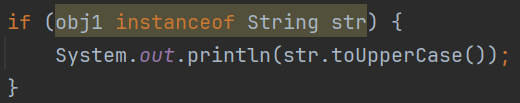 if (obj1 instanceof String str) {
    System.out.println(str.toUpperCase());
}